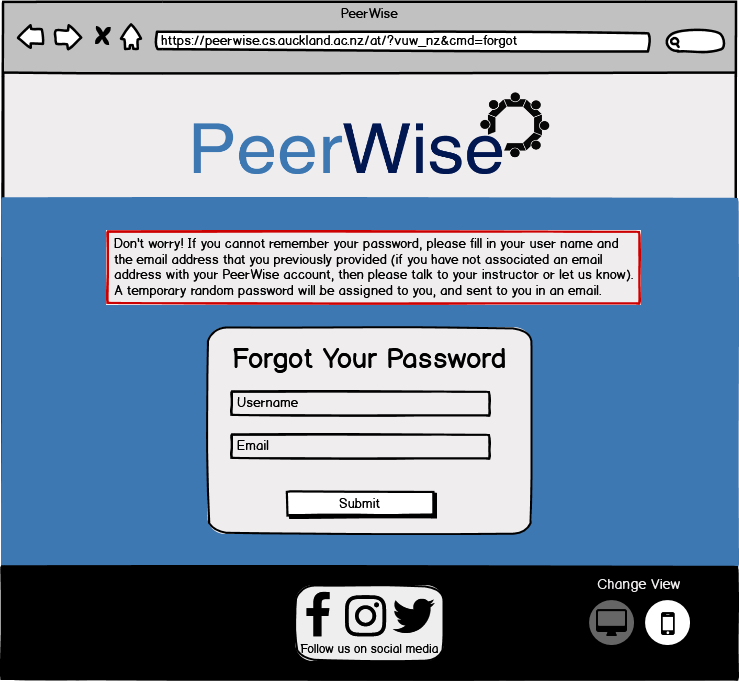 PeerWise
https://peerwise.cs.auckland.ac.nz/at/?vuw_nz&cmd=forgot
PeerWise
Don't worry! If you cannot remember your password, please fill in your user name and
the email address that you previously provided (if you have not associated an email
address with your PeerWise account, then please talk to your instructor or let us know).
A temporary random password will be assigned to you, and sent to you in an email.
Forgot Your Password
Username
Email
Submit
Change View
Follow us on social media